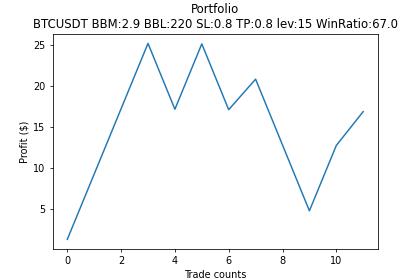 Portfolio
BTCUSDT BBM:2.9 BBL:220 SL:0.8 TP:0.8 lev:15 WinRatio:67.0
25
20
15
10
5
Profit ($)
0 2 4 6 8 10
Trade counts